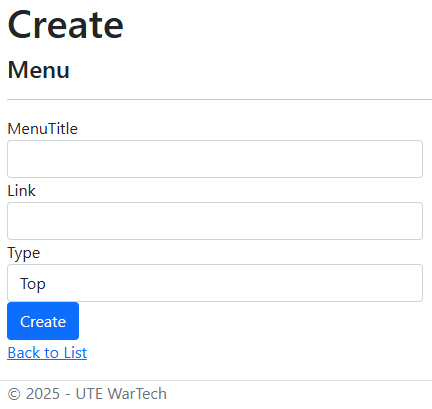 Create
Menu
MenuTitle
Link
Type
Top
Create
Back to List
© 2025 - UTE WarTech